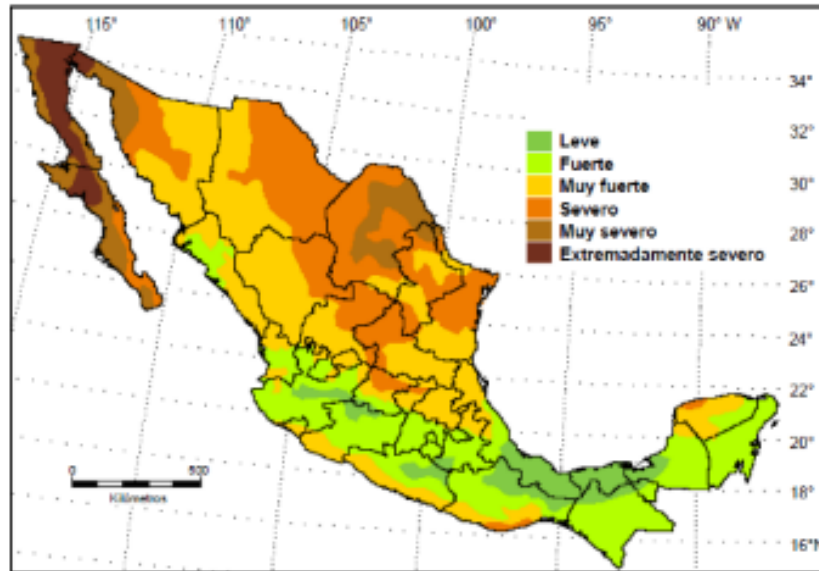 115° 110° 105° 100° 95° 90° W
34°
32°
30°
28°
26°
24°
22°
20°
18°
16°N
Leve
Fuerte
Muy fuerte
Severo
Muy severo
Extremadamente severo
0 500
Kilómetros